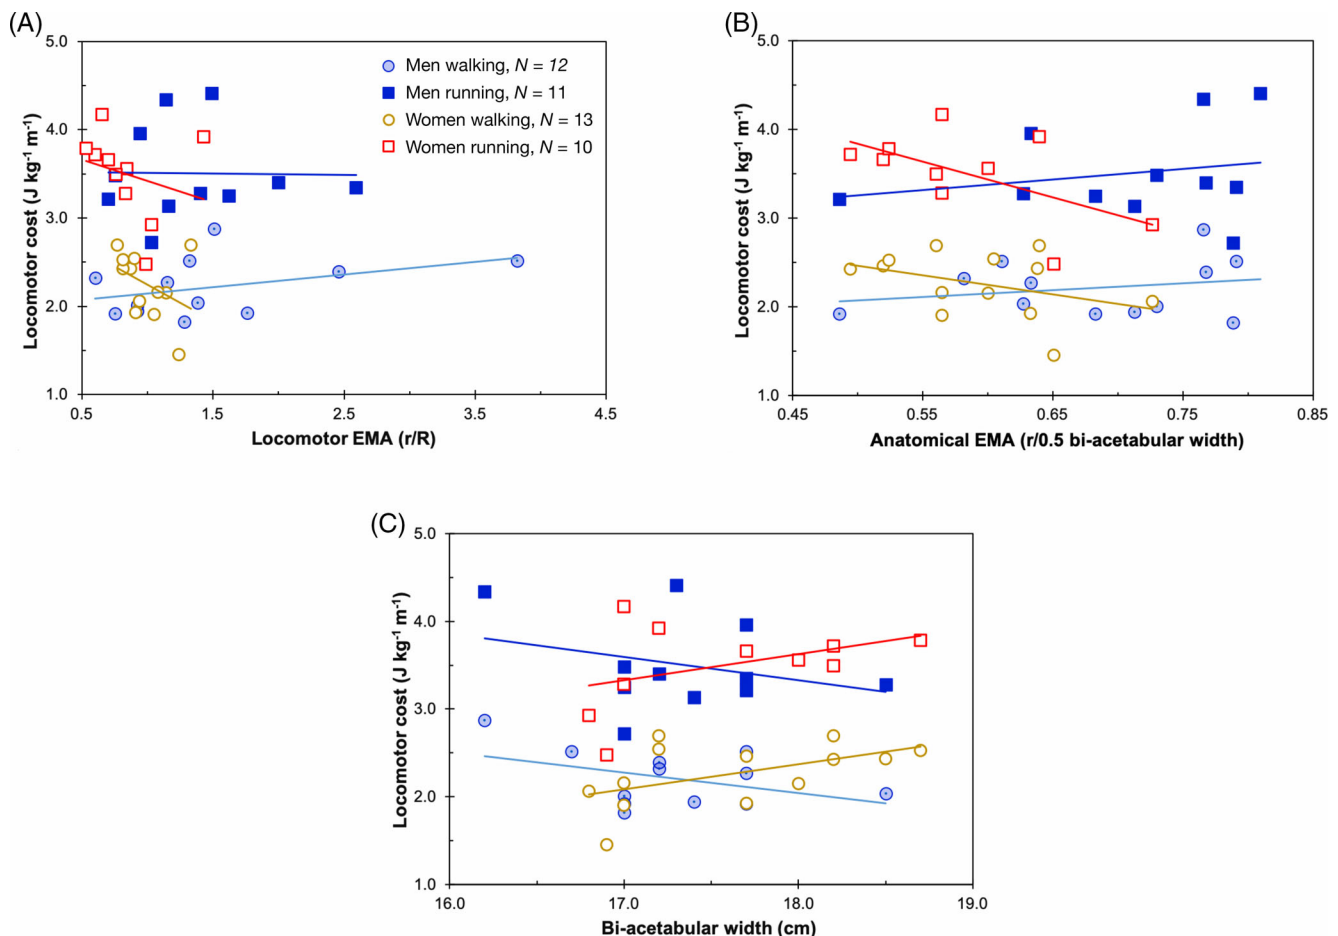 (A)
5.0
4.0
3.0
2.0
1.0
Locomotor cost (J kg⁻¹ m⁻¹)
0.5 1.5 2.5 3.5 4.5
Locomotor EMA (r/R)
Men walking, N = 12
Men running, N = 11
Women walking, N = 13
Women running, N = 10
(B)
5.0
4.0
3.0
2.0
1.0
Locomotor cost (J kg⁻¹ m⁻¹)
0.45 0.55 0.65 0.75 0.85
Anatomical EMA (r/0.5 bi-acetabular width)
(C)
5.0
4.0
3.0
2.0
1.0
Locomotor cost (J kg⁻¹ m⁻¹)
16.0 17.0 18.0 19.0
Bi-acetabular width (cm)